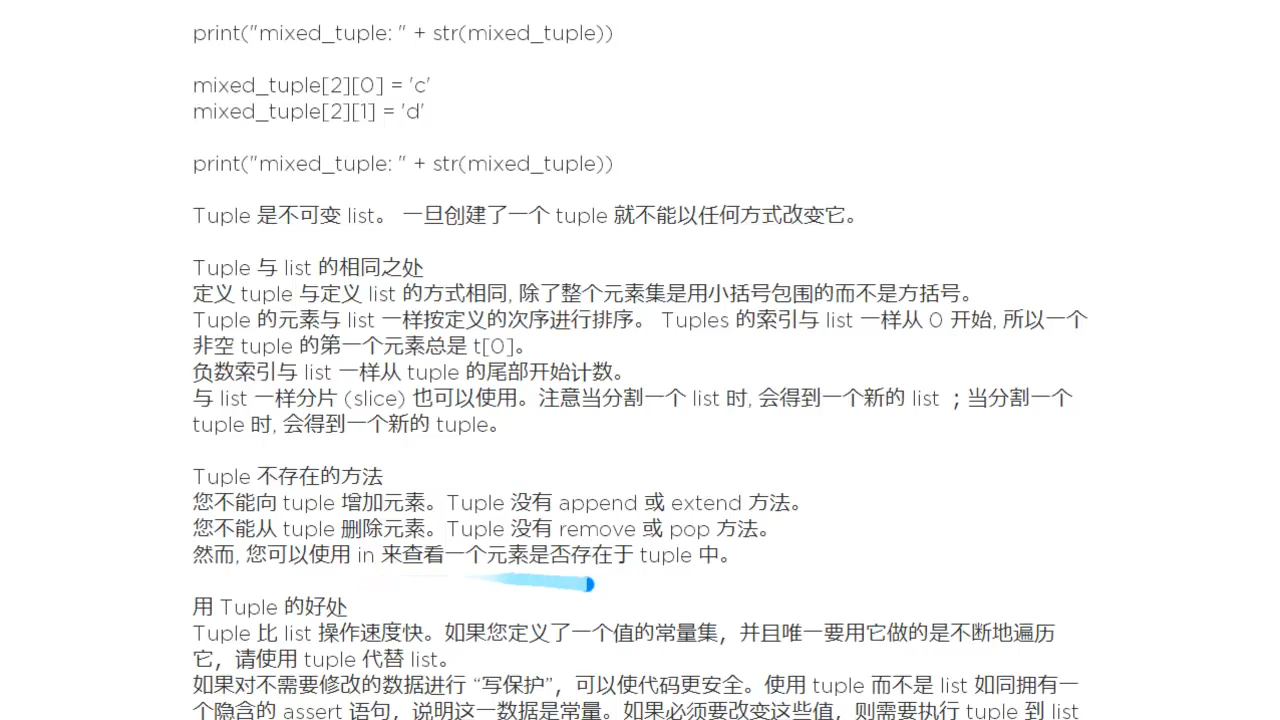 print("mixed_tuple: " + str(mixed_tuple))
mixed_tuple[2][0] = 'c'
mixed_tuple[2][1] = 'd'
print("mixed_tuple: " + str(mixed_tuple))
Tuple 是不可变 list。 一旦创建了一个 tuple 就不能以任何方式改变它。
Tuple 与 list 的相同之处
定义 tuple 与定义 list 的方式相同, 除了整个元素集是用小括号包围的而不是方括号。
Tuple 的元素与 list 一样按定义的次序进行排序。 Tuples 的索引与 list 一样从 0 开始, 所以一个
非空 tuple 的第一个元素总是 t[0]。
负数索引与 list 一样从 tuple 的尾部开始计数。
与 list 一样分片 (slice) 也可以使用。注意当分割一个 list 时, 会得到一个新的 list ；当分割一个
tuple 时, 会得到一个新的 tuple。
Tuple 不存在的方法
您不能向 tuple 增加元素。Tuple 没有 append 或 extend 方法。
您不能从 tuple 删除元素。Tuple 没有 remove 或 pop 方法。
然而, 您可以使用 in 来查看一个元素是否存在于 tuple 中。
用 Tuple 的好处
Tuple 比 list 操作速度快。如果您定义了一个值的常量集，并且唯一要用它做的是不断地遍历
它，请使用 tuple 代替 list。
如果对不需要修改的数据进行 “写保护”，可以使代码更安全。使用 tuple 而不是 list 如同拥有一
个隐含的 assert 语句，说明这一数据是常量。如果必须要改变这些值，则需要执行 tuple 到 list